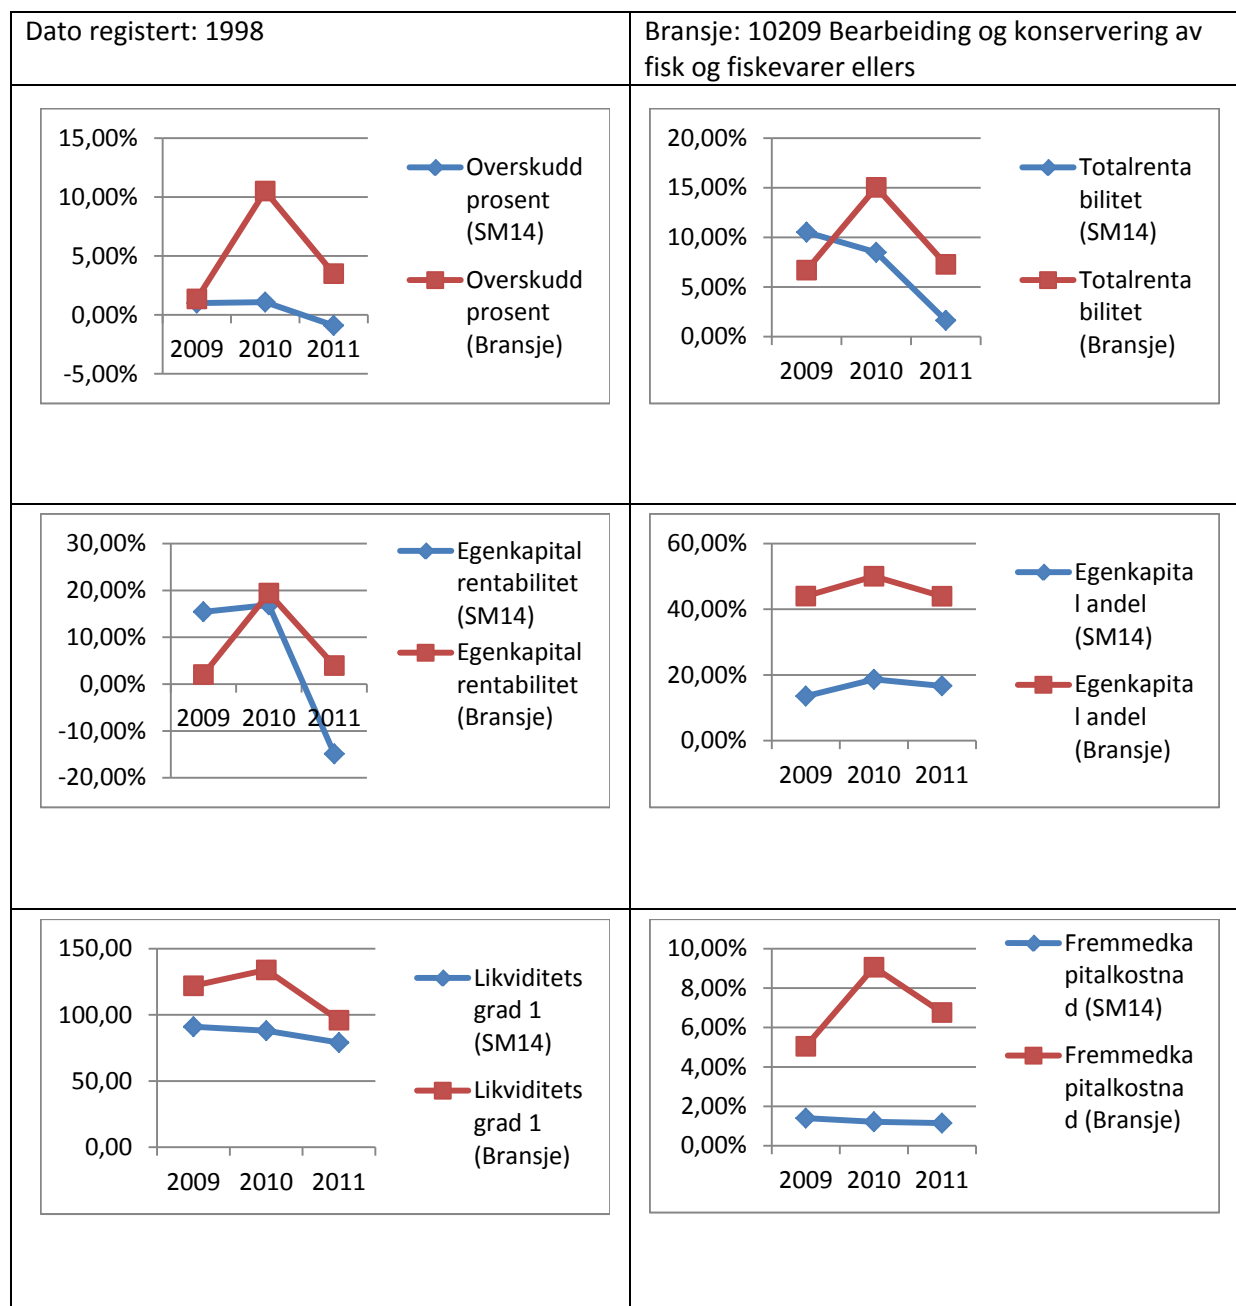 Dato registert: 1998
Bransje: 10209 Bearbeiding og konservering av
fisk og fiskevarer ellers
15,00%
10,00%
5,00%
0,00%
-5,00%
2009 2010 2011
Overskudd
prosent
(SM14)
Overskudd
prosent
(Bransje)
20,00%
15,00%
10,00%
5,00%
0,00%
2009 2010 2011
Totalrenta
bilitet
(SM14)
Totalrenta
bilitet
(Bransje)
30,00%
20,00%
10,00%
0,00%
-10,00%
-20,00%
2009 2010 2011
Egenkapital
rentabilitet
(SM14)
Egenkapital
rentabilitet
(Bransje)
60,00%
40,00%
20,00%
0,00%
2009 2010 2011
Egenkapita
l andel
(SM14)
Egenkapita
l andel
(Bransje)
150,00
100,00
50,00
0,00
2009 2010 2011
Likviditets
grad 1
(SM14)
Likviditets
grad 1
(Bransje)
10,00%
8,00%
6,00%
4,00%
2,00%
0,00%
2009 2010 2011
Fremmedka
pitalkostna
d (SM14)
Fremmedka
pitalkostna
d (Bransje)